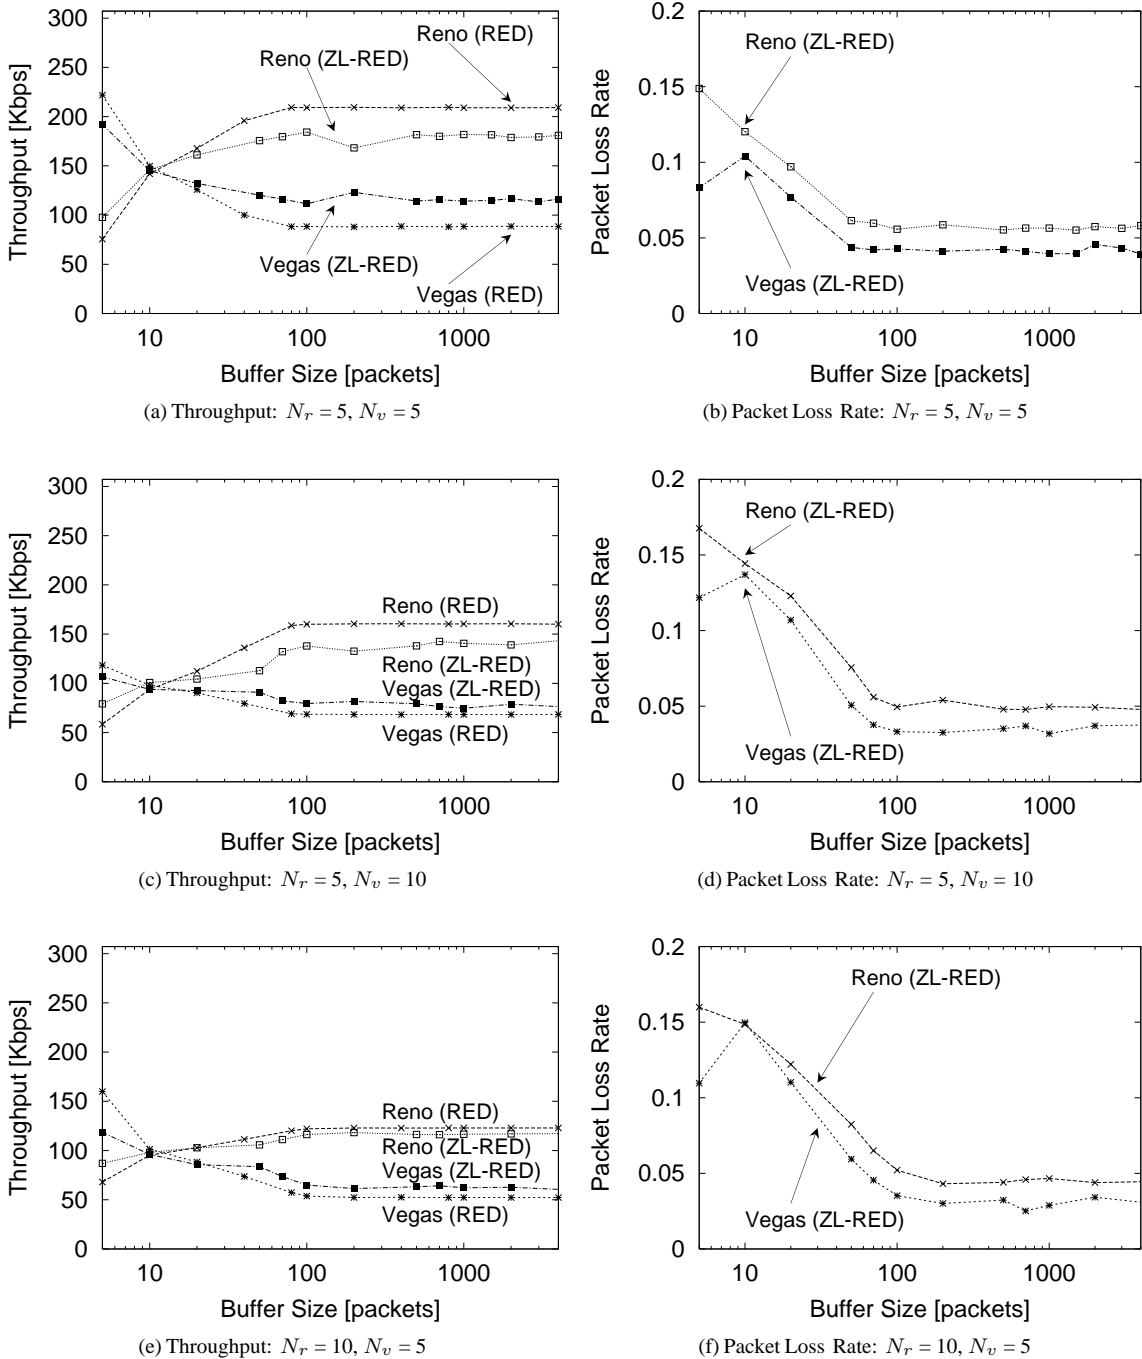 300
250
200
150
100
50
0
Throughput [Kbps]
Reno (RED)
Reno (ZL-RED)
Vegas (ZL-RED)
Vegas (RED)
10
100
1000
Buffer Size [packets]
(a) Throughput: N_r = 5, N_v = 5
0.2
0.15
0.1
0.05
0
Packet Loss Rate
Reno (ZL-RED)
Vegas (ZL-RED)
10
100
1000
Buffer Size [packets]
(b) Packet Loss Rate: N_r = 5, N_v = 5
300
250
200
150
100
50
0
Throughput [Kbps]
Reno (RED)
Reno (ZL-RED)
Vegas (ZL-RED)
Vegas (RED)
10
100
1000
Buffer Size [packets]
(c) Throughput: N_r = 5, N_v = 10
0.2
0.15
0.1
0.05
0
Packet Loss Rate
Reno (ZL-RED)
Vegas (ZL-RED)
10
100
1000
Buffer Size [packets]
(d) Packet Loss Rate: N_r = 5, N_v = 10
300
250
200
150
100
50
0
Throughput [Kbps]
Reno (RED)
Reno (ZL-RED)
Vegas (ZL-RED)
Vegas (RED)
10
100
1000
Buffer Size [packets]
(e) Throughput: N_r = 10, N_v = 5
0.2
0.15
0.1
0.05
0
Packet Loss Rate
Reno (ZL-RED)
Vegas (ZL-RED)
10
100
1000
Buffer Size [packets]
(f) Packet Loss Rate: N_r = 10, N_v = 5